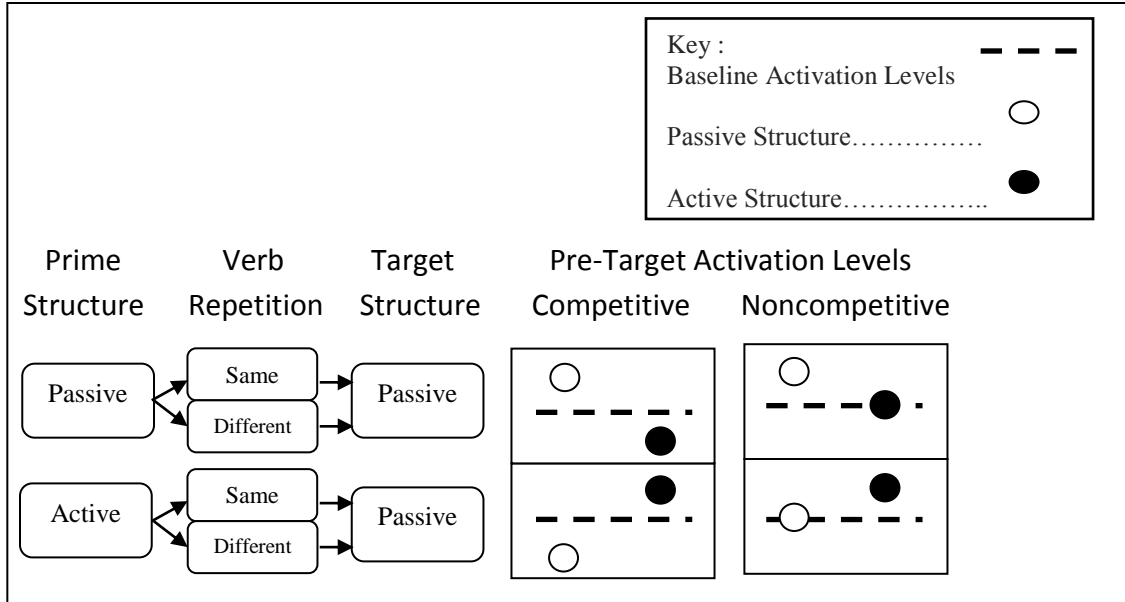 Key :
Baseline Activation Levels
Passive Structure……………
Active Structure……………..
Prime Verb Target Pre-Target Activation Levels
Structure Repetition Structure Competitive Noncompetitive
Same
Passive Passive
Different
Same
Active Passive
Different